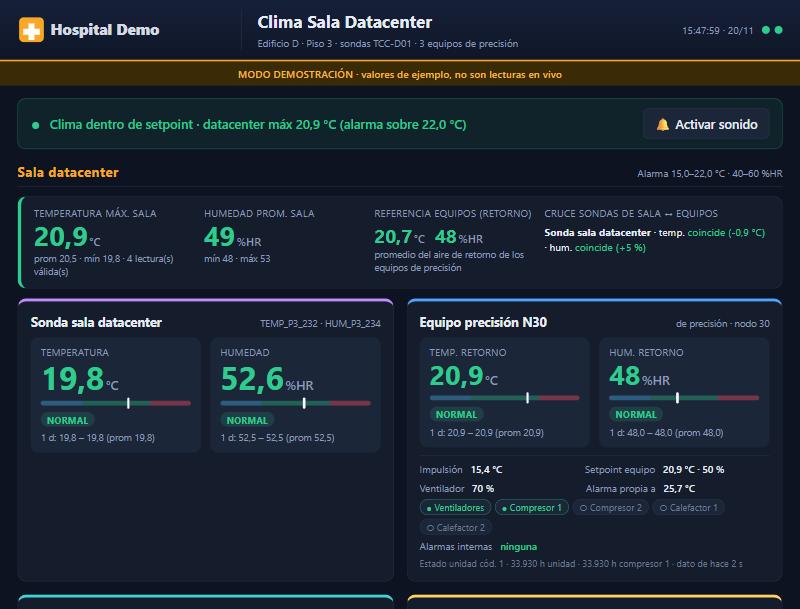 Hospital Demo
Clima Sala Datacenter
Edificio D · Piso 3 · sondas TCC-D01 · 3 equipos de precisión
15:47:59 · 20/11
MODO DEMOSTRACIÓN · valores de ejemplo, no son lecturas en vivo
Clima dentro de setpoint · datacenter máx 20,9 °C (alarma sobre 22,0 °C)
Activar sonido
Sala datacenter
Alarma 15,0–22,0 °C · 40–60 %HR
TEMPERATURA MÁX. SALA
20,9 °C
prom 20,5 · mín 19,8 · 4 lectura(s)
válida(s)
HUMEDAD PROM. SALA
49 %HR
mín 48 · máx 53
REFERENCIA EQUIPOS (RETORNO)
20,7 °C 48 %HR
promedio del aire de retorno de los
equipos de precisión
CRUCE SONDAS DE SALA ↔ EQUIPOS
Sonda sala datacenter · temp. coincide (-0,9 °C)
· hum. coincide (+5 %)
Sonda sala datacenter
TEMP_P3_232 · HUM_P3_234
TEMPERATURA
19,8 °C
NORMAL
1 d: 19,8 – 19,8 (prom 19,8)
HUMEDAD
52,6 %HR
NORMAL
1 d: 52,5 – 52,5 (prom 52,5)
Equipo precisión N30
de precisión · nodo 30
TEMP. RETORNO
20,9 °C
NORMAL
1 d: 20,9 – 20,9 (prom 20,9)
HUM. RETORNO
48 %HR
NORMAL
1 d: 48,0 – 48,0 (prom 48,0)
Impulsión 15,4 °C
Setpoint equipo 20,9 °C · 50 %
Ventilador 70 %
Alarma propia a 25,7 °C
Ventiladores
Compresor 1
Compresor 2
Calefactor 1
Calefactor 2
Alarmas internas ninguna
Estado unidad cód. 1 · 33.930 h unidad · 33.930 h compresor 1 · dato de hace 2 s